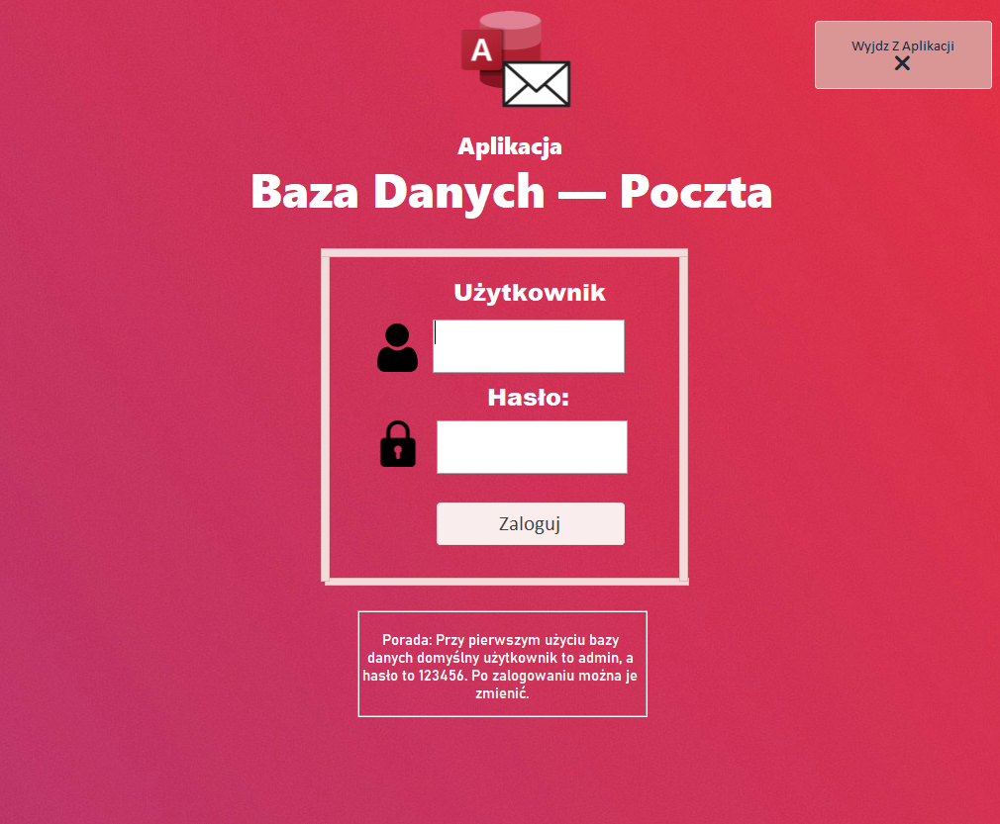 A
Wyjdz Z Aplikacji
Aplikacja
Baza Danych — Poczta
Użytkownik
Hasło:
Zaloguj
Porada: Przy pierwszym użyciu bazy
danych domyślny użytkownik to admin, a
hasło to 123456. Po zalogowaniu można je
zmienić.